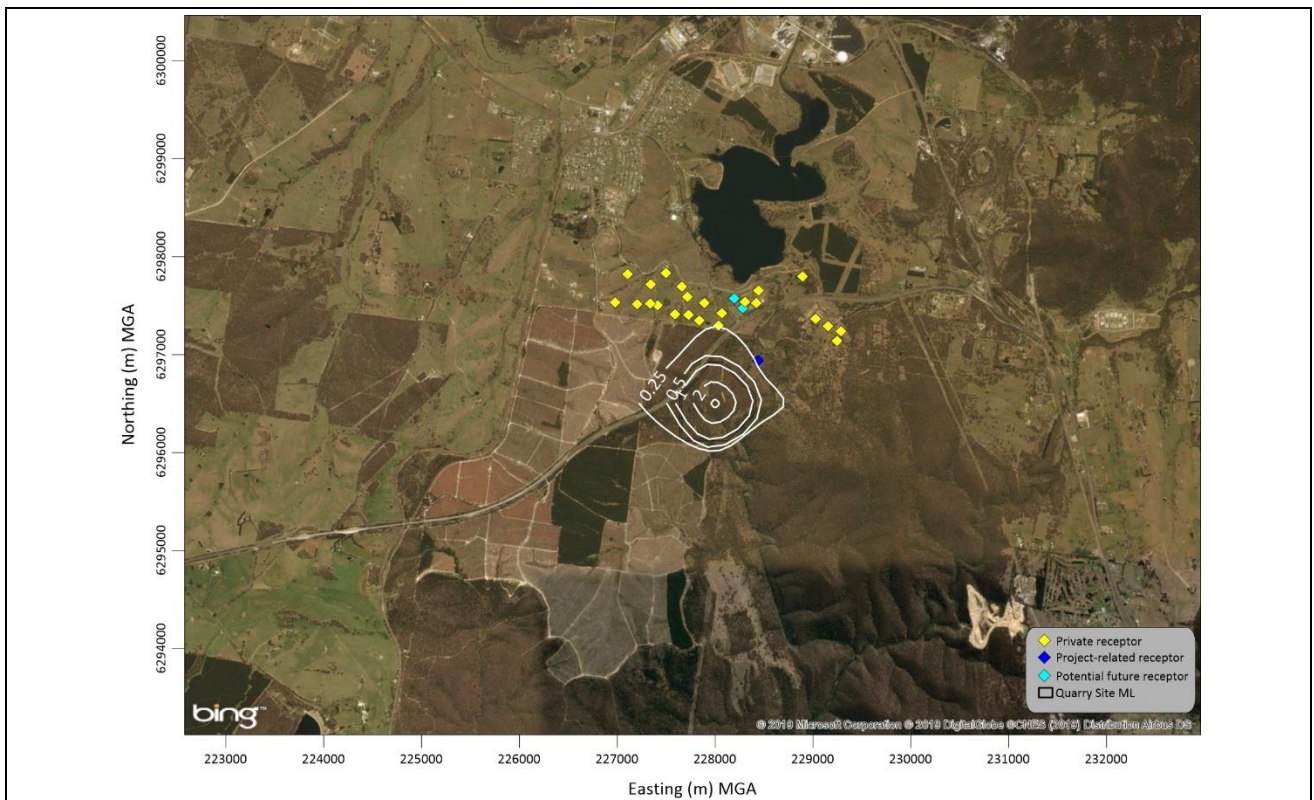 6300000
6299000
6298000
6297000
6296000
6295000
6294000
Northing (m) MGA
0.25
0.5
1
2
Private receptor
Project-related receptor
Potential future receptor
Quarry Site ML
bing™
© 2019 Microsoft Corporation © 2019 DigitalGlobe ©CNES (2019) Distribution Airbus DS
223000 224000 225000 226000 227000 228000 229000 230000 231000 232000
Easting (m) MGA